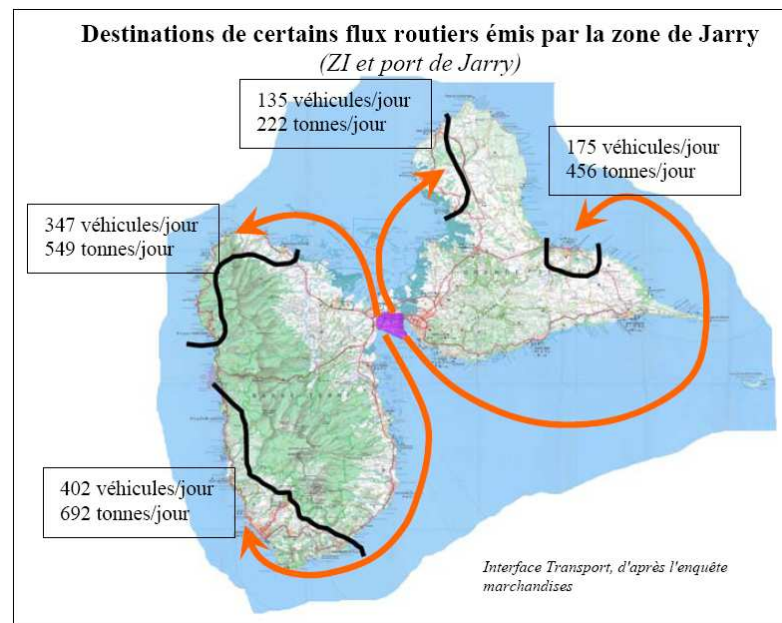 Destinations de certains flux routiers émis par la zone de Jarry
(ZI et port de Jarry)
135 véhicules/jour
222 tonnes/jour
175 véhicules/jour
456 tonnes/jour
347 véhicules/jour
549 tonnes/jour
402 véhicules/jour
692 tonnes/jour
Interface Transport, d'après l'enquête
marchandises